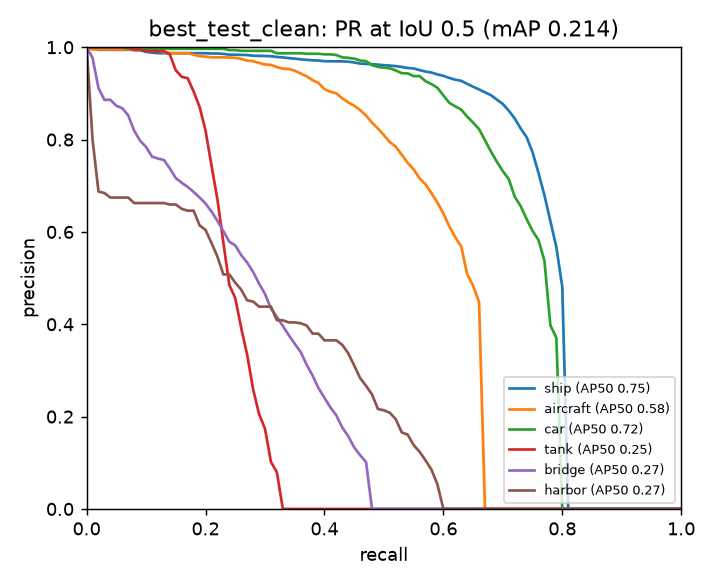 best_test_clean: PR at IoU 0.5 (mAP 0.214)
1.0
0.8
0.6
0.4
0.2
0.0
precision
ship (AP50 0.75)
aircraft (AP50 0.58)
car (AP50 0.72)
tank (AP50 0.25)
bridge (AP50 0.27)
harbor (AP50 0.27)
0.0 0.2 0.4 0.6 0.8 1.0
recall